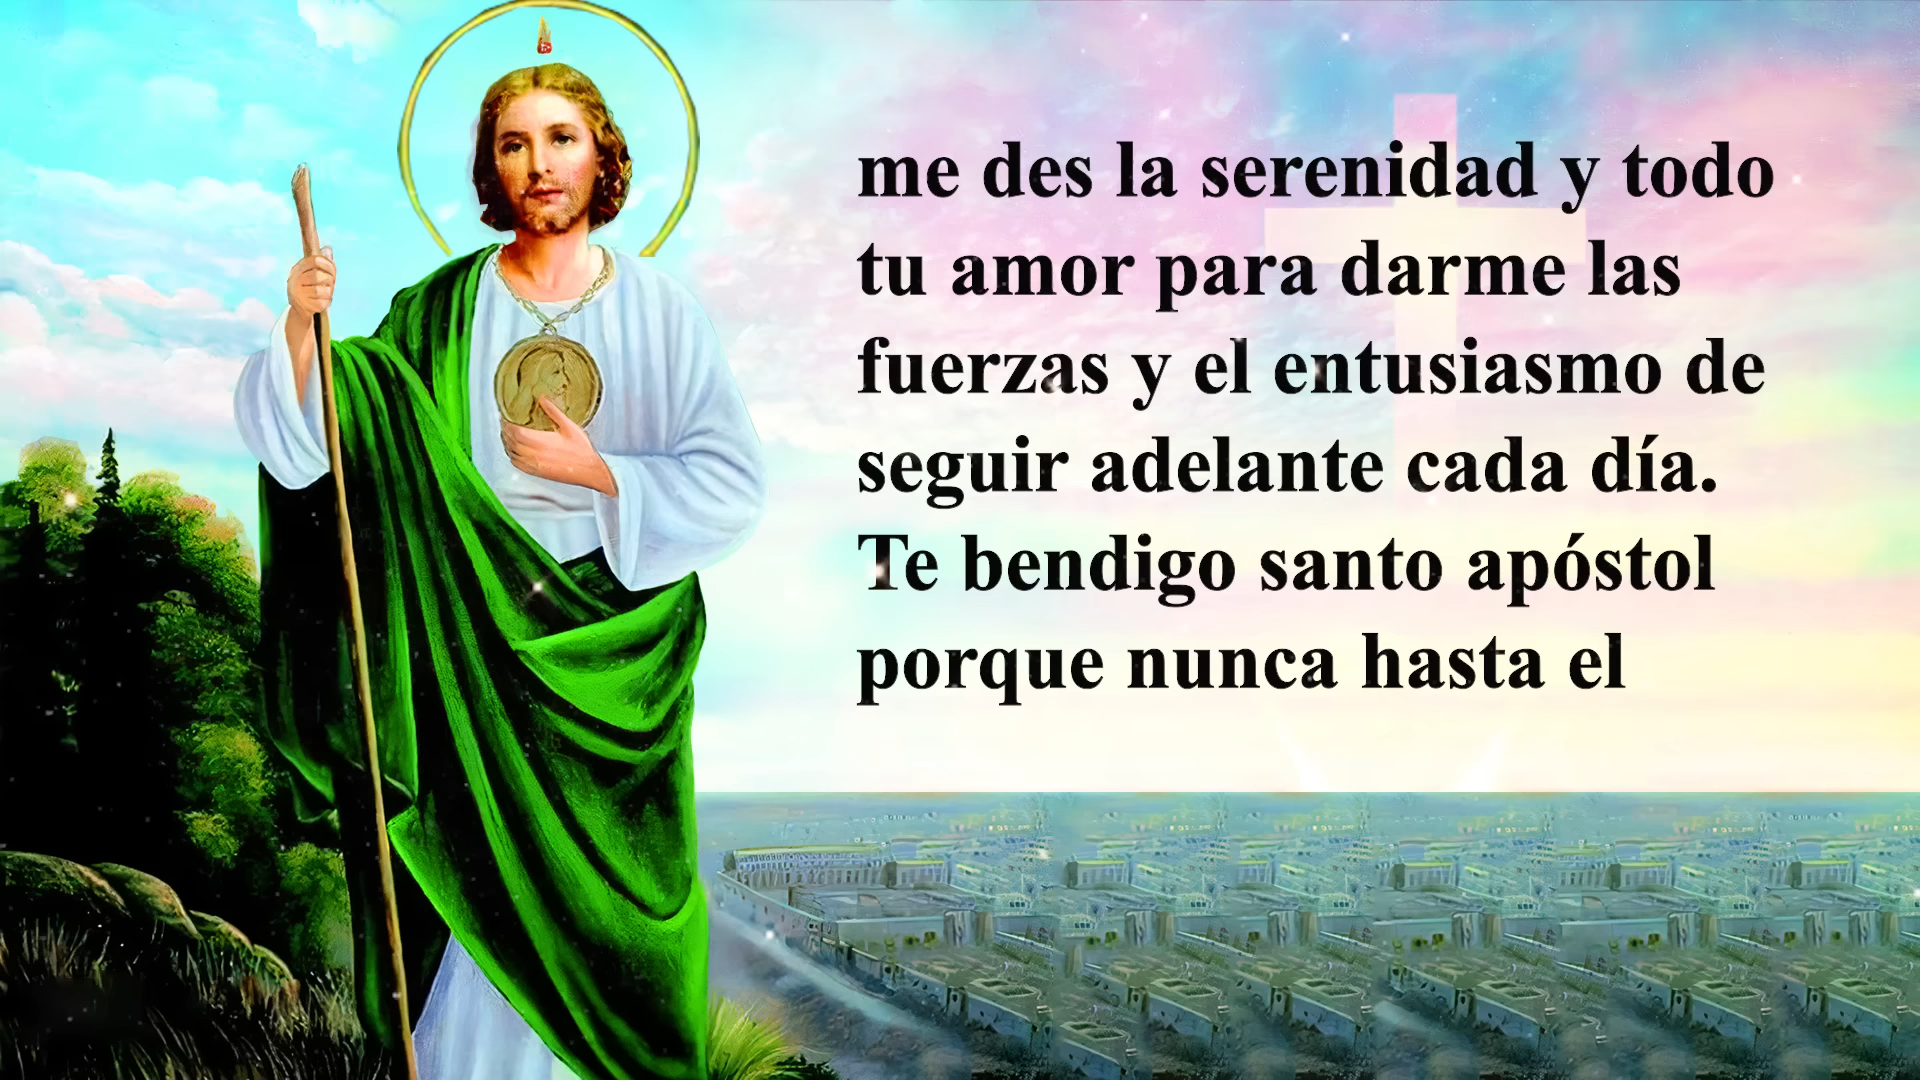 me des la serenidad y todo
tu amor para darme las
fuerzas y el entusiasmo de
seguir adelante cada día.
Te bendigo santo apóstol
porque nunca hasta el